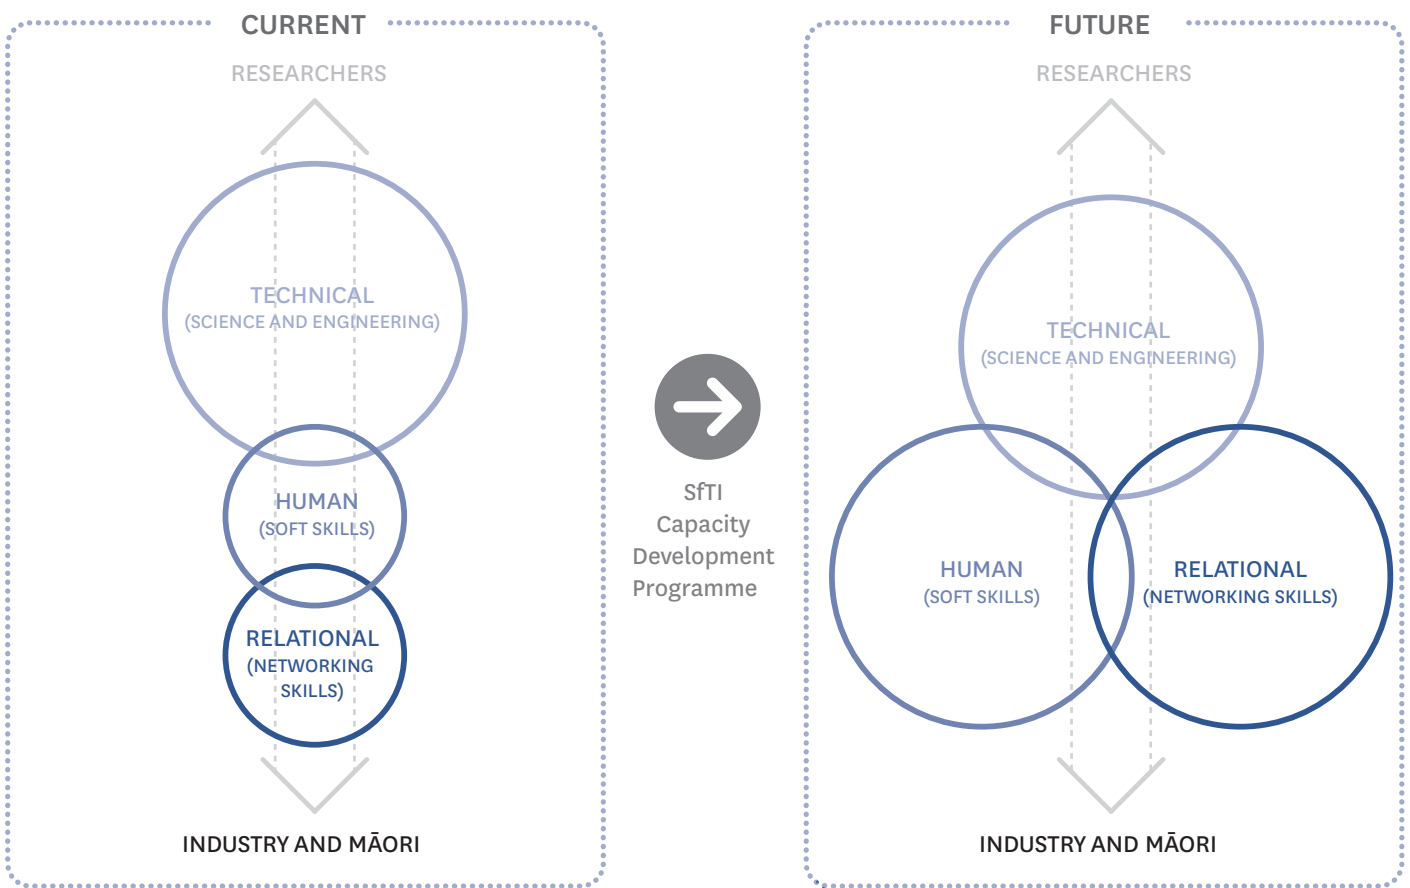 CURRENT
RESEARCHERS
TECHNICAL
(SCIENCE AND ENGINEERING)
HUMAN
(SOFT SKILLS)
RELATIONAL
(NETWORKING
SKILLS)
INDUSTRY AND MĀORI
SfTI
Capacity
Development
Programme
FUTURE
RESEARCHERS
TECHNICAL
(SCIENCE AND ENGINEERING)
HUMAN
(SOFT SKILLS)
RELATIONAL
(NETWORKING SKILLS)
INDUSTRY AND MĀORI